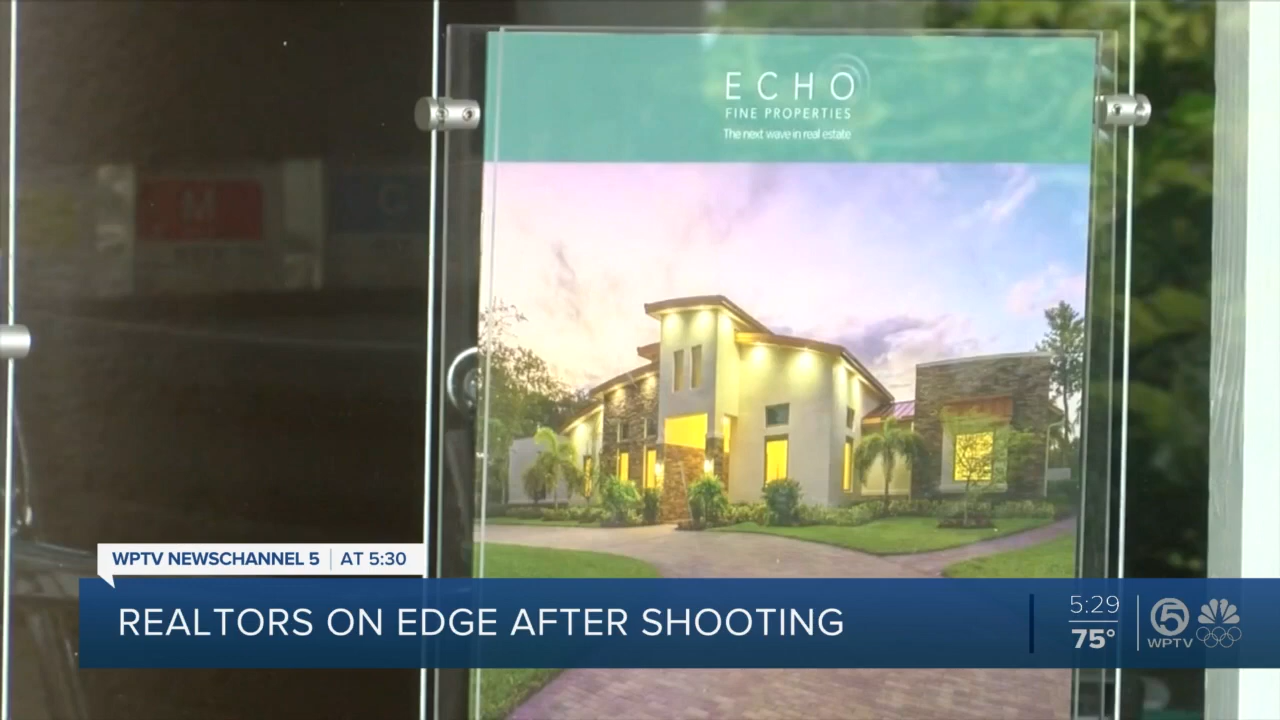 ECHO
FINE PROPERTIES
The next wave in real estate
M
G
WPTV NEWSCHANNEL 5 | AT 5:30
REALTORS ON EDGE AFTER SHOOTING
5:29
75°
5
WPTV